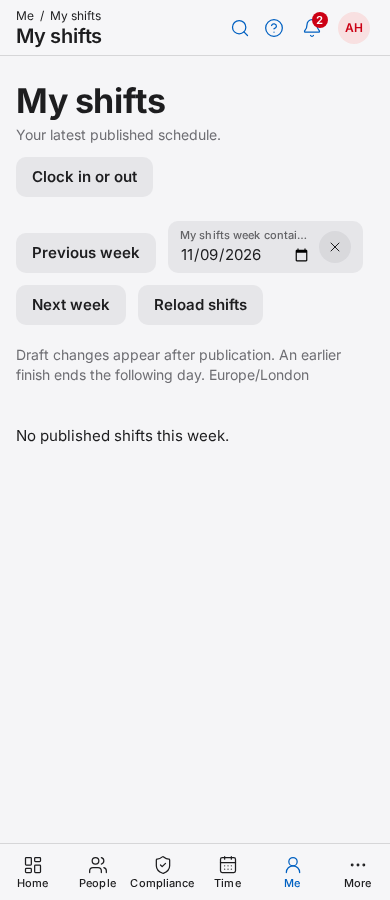 Me / My shifts
My shifts
2
AH
My shifts
Your latest published schedule.
Clock in or out
Previous week
My shifts week contai...
11/09/2026
Next week
Reload shifts
Draft changes appear after publication. An earlier
finish ends the following day. Europe/London
No published shifts this week.
Home
People
Compliance
Time
Me
More